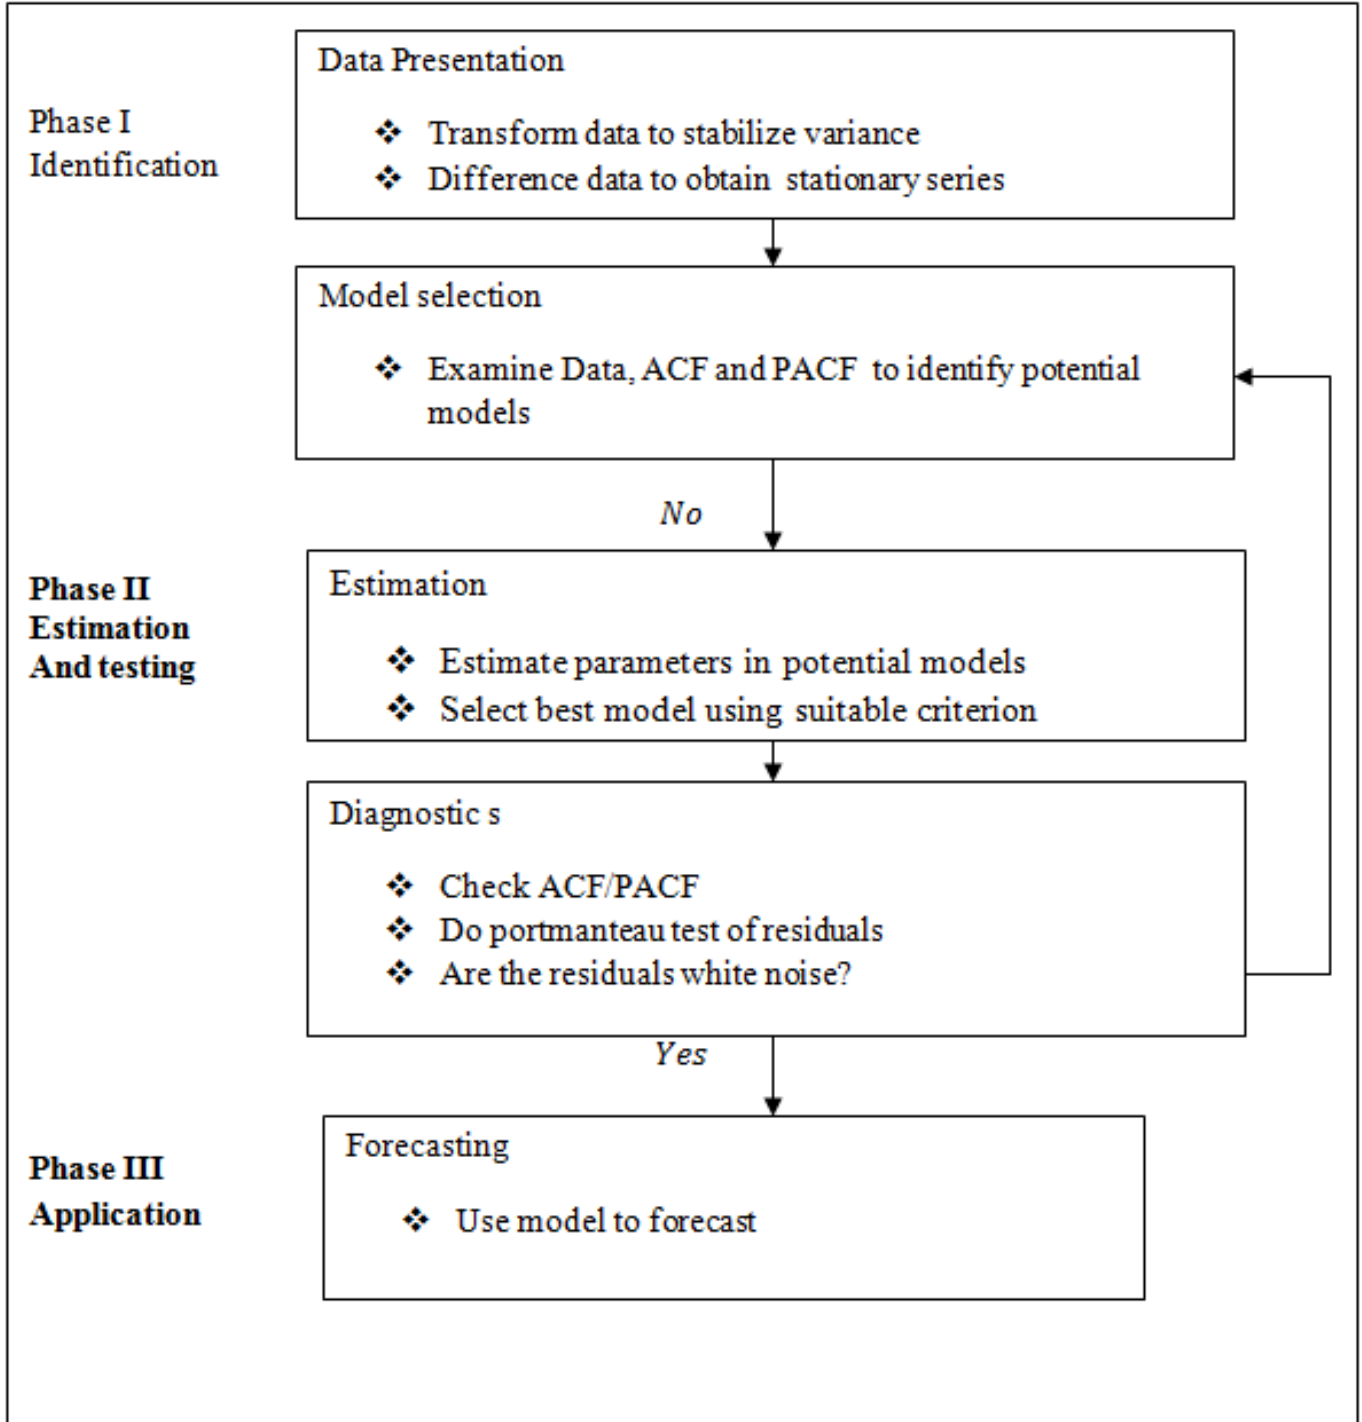 Data Presentation
Phase I
Identification
❖ Transform data to stabilize variance
❖ Difference data to obtain stationary series
Model selection
❖ Examine Data, ACF and PACF to identify potential
models
No
Phase II
Estimation
And testing
Estimation
❖ Estimate parameters in potential models
❖ Select best model using suitable criterion
Diagnostic s
❖ Check ACF/PACF
❖ Do portmanteau test of residuals
❖ Are the residuals white noise?
Yes
Phase III
Application
Forecasting
❖ Use model to forecast